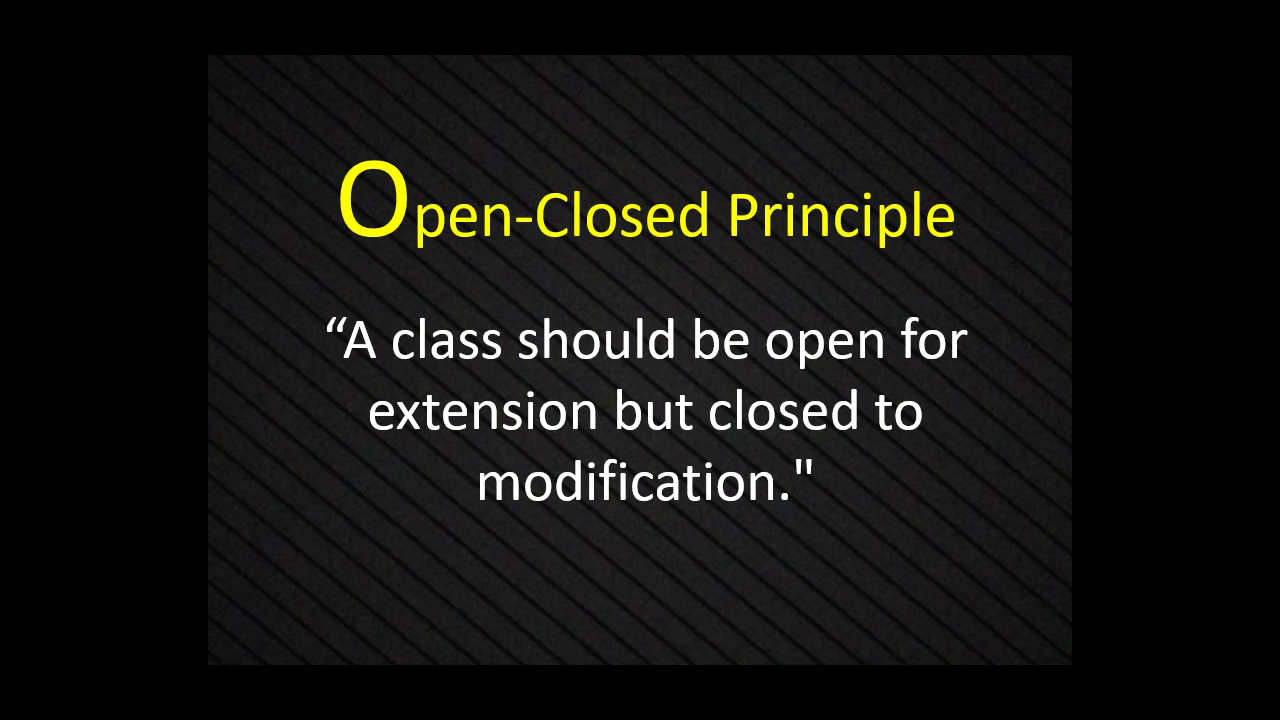 Open-Closed Principle
“A class should be open for
extension but closed to
modification."